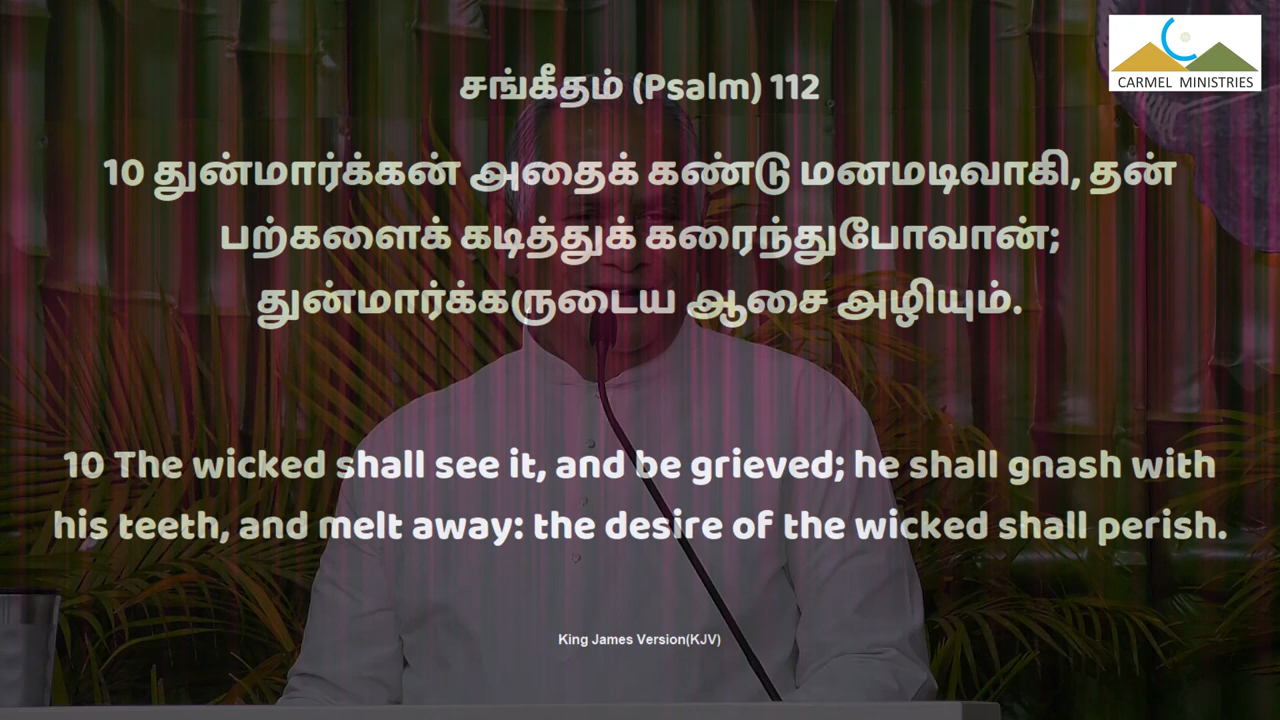 CARMEL MINISTRIES
சங்கீதம் (Psalm) 112
10 துன்மார்க்கன் அதைக் கண்டு மனமடிவாகி, தன்
பற்களைக் கடித்துக் கரைந்துபோவான்;
துன்மார்க்கருடைய ஆசை அழியும்.
10 The wicked shall see it, and be grieved; he shall gnash with
his teeth, and melt away: the desire of the wicked shall perish.
King James Version(KJV)